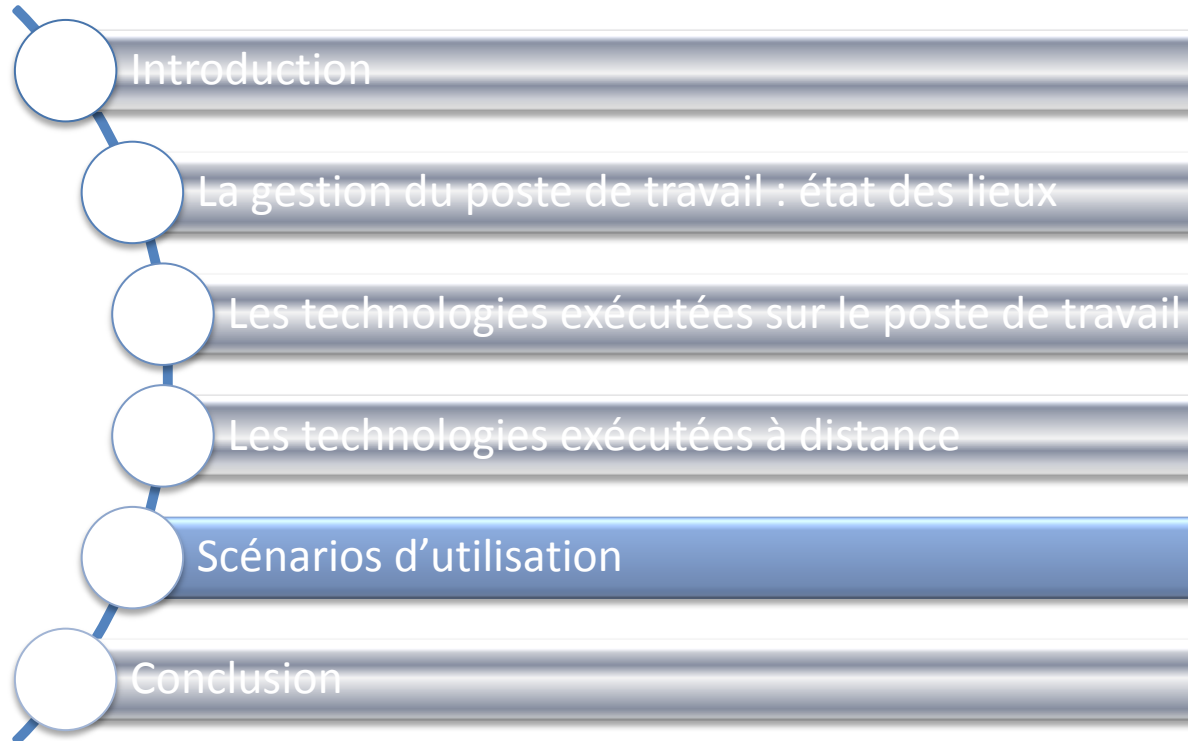 Introduction
La gestion du poste de travail : état des lieux
Les technologies exécutées sur le poste de travail
Les technologies exécutées à distance
Scénarios d’utilisation
Conclusion